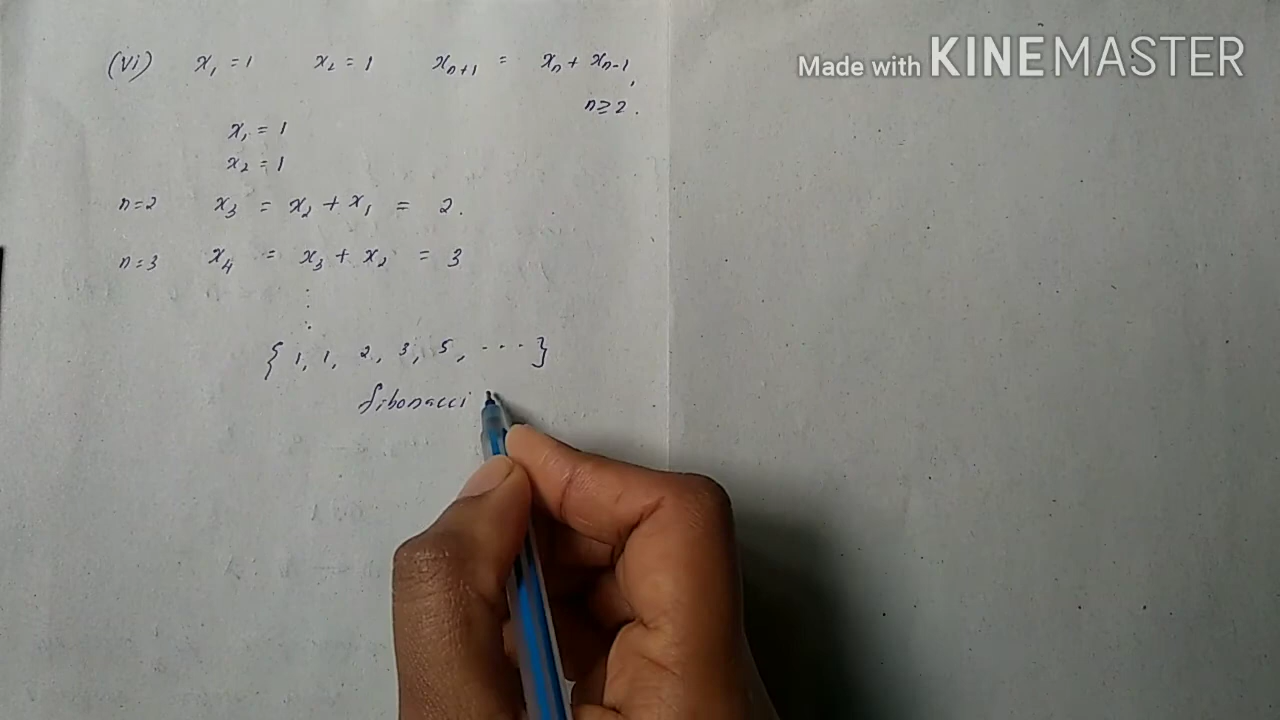 (vi) x₁ = 1 x₂ = 1 xₙ₊₁ = xₙ + xₙ₋₁,
n ≥ 2.
x₁ = 1
x₂ = 1
n=2 x₃ = x₂ + x₁ = 2.
n=3 x₄ = x₃ + x₂ = 3
⋮
{ 1, 1, 2, 3, 5, ... }
fibonacci
Made with KINEMASTER